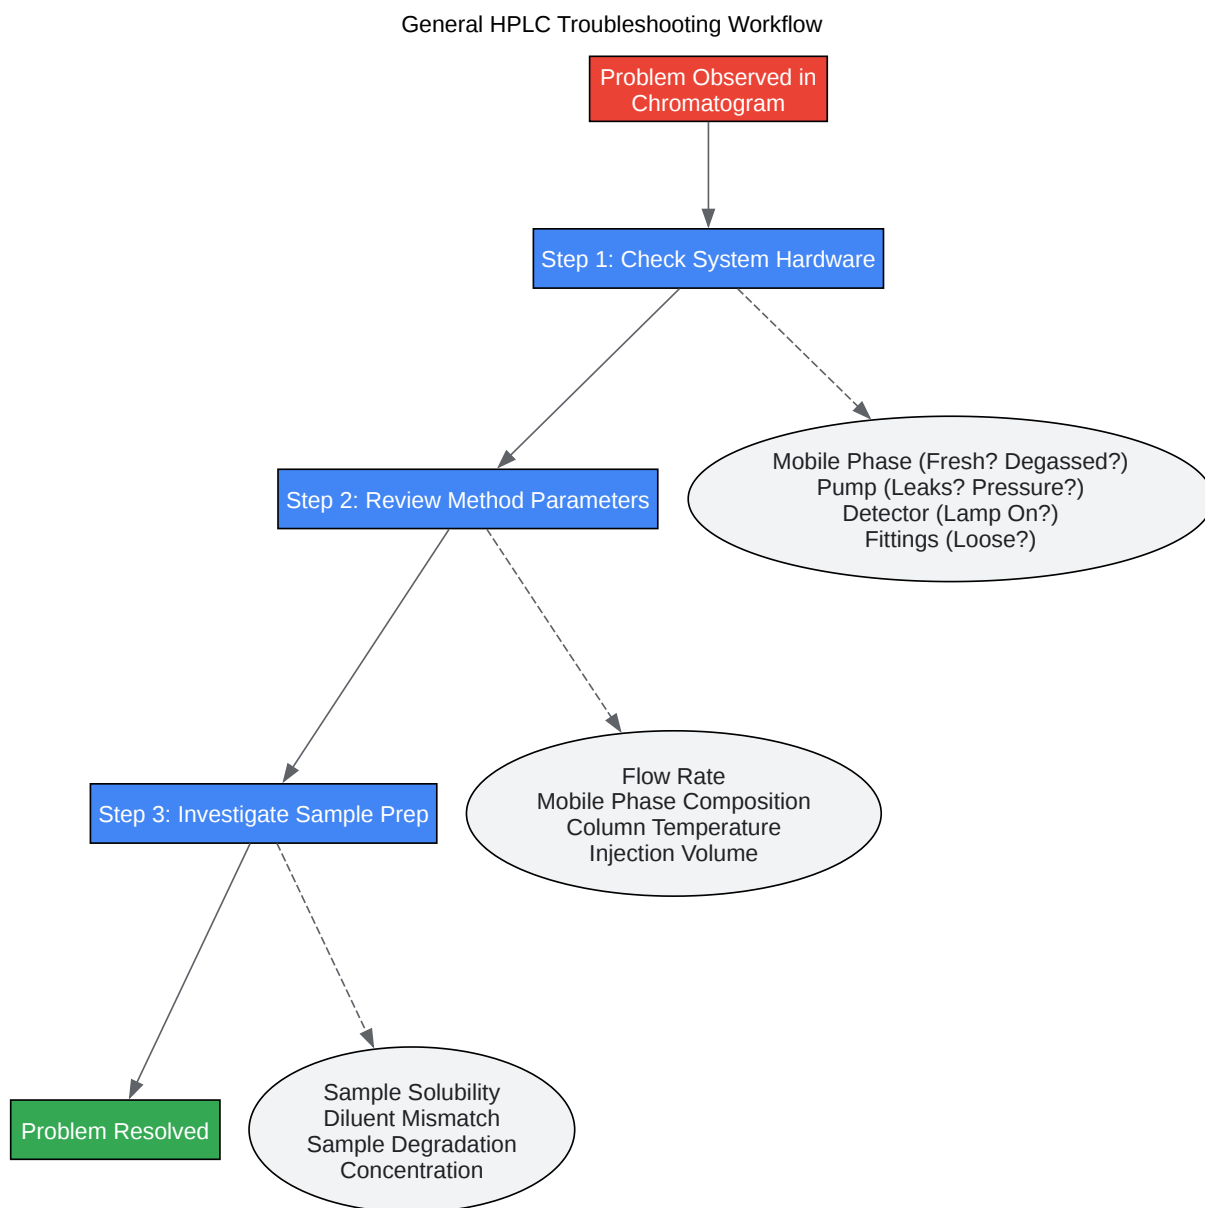 General HPLC Troubleshooting Workflow
Problem Observed in
Chromatogram
Step 1: Check System Hardware
Mobile Phase (Fresh? Degassed?)
Pump (Leaks? Pressure?)
Detector (Lamp On?)
Fittings (Loose?)
Step 2: Review Method Parameters
Flow Rate
Mobile Phase Composition
Column Temperature
Injection Volume
Step 3: Investigate Sample Prep
Sample Solubility
Diluent Mismatch
Sample Degradation
Concentration
Problem Resolved